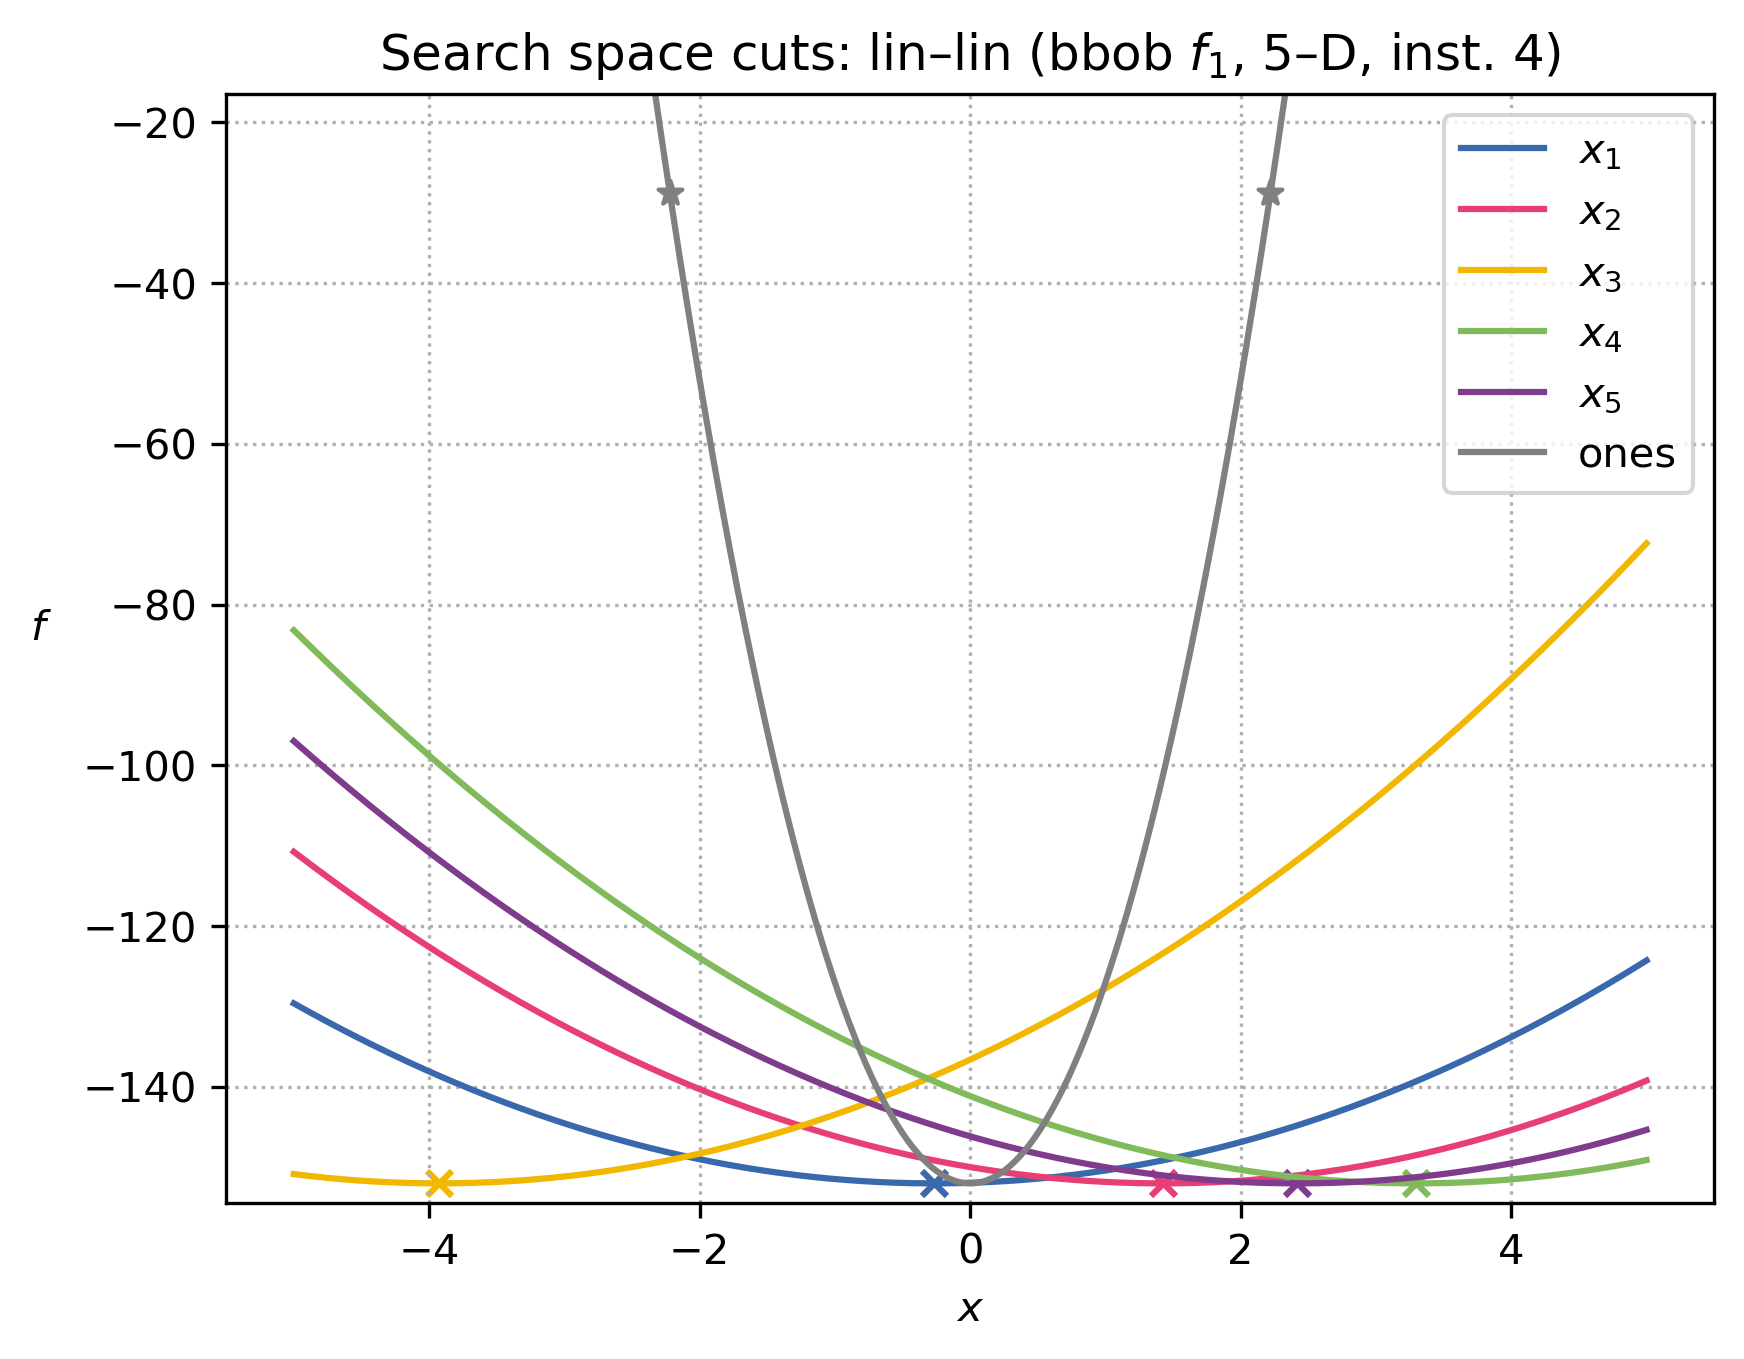 Search space cuts: lin–lin (bbob f₁, 5–D, inst. 4)
−20
−40
−60
−80
−100
−120
−140
f
x₁
x₂
x₃
x₄
x₅
ones
−4 −2 0 2 4
x